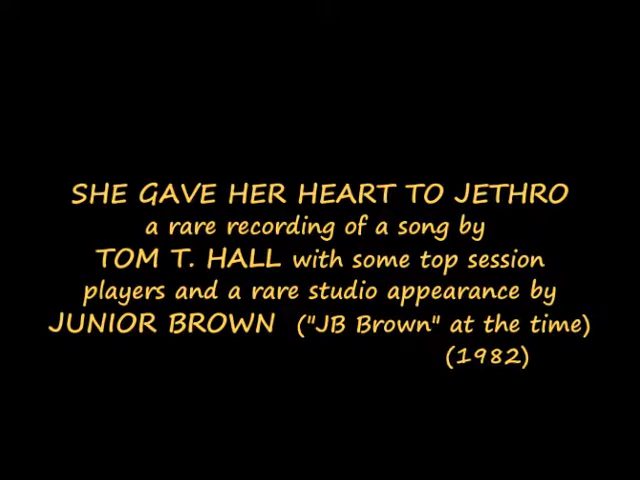 SHE GAVE HER HEART TO JETHRO
a rare recording of a song by
TOM T. HALL with some top session
players and a rare studio appearance by
JUNIOR BROWN ("JB Brown" at the time)
(1982)